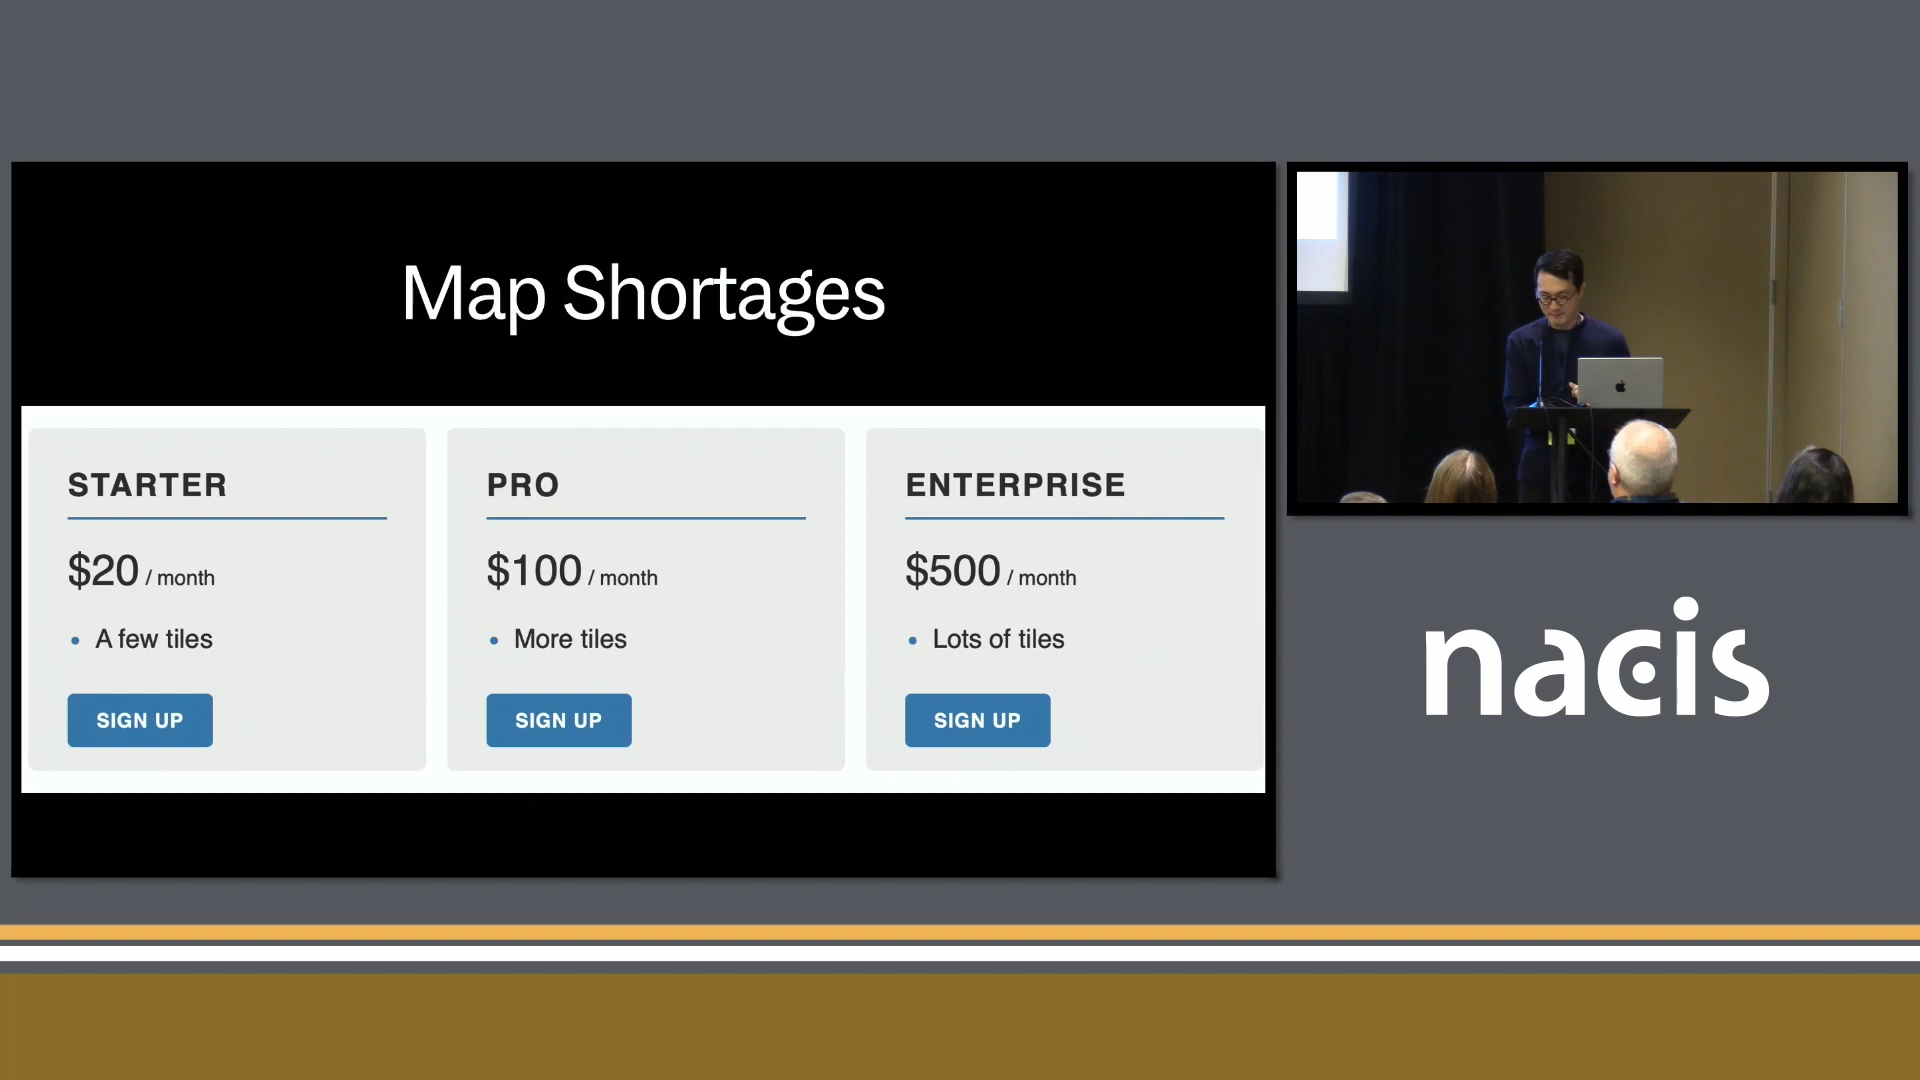 Map Shortages
STARTER
$20 / month
• A few tiles
SIGN UP
PRO
$100 / month
• More tiles
SIGN UP
ENTERPRISE
$500 / month
• Lots of tiles
SIGN UP
nacis